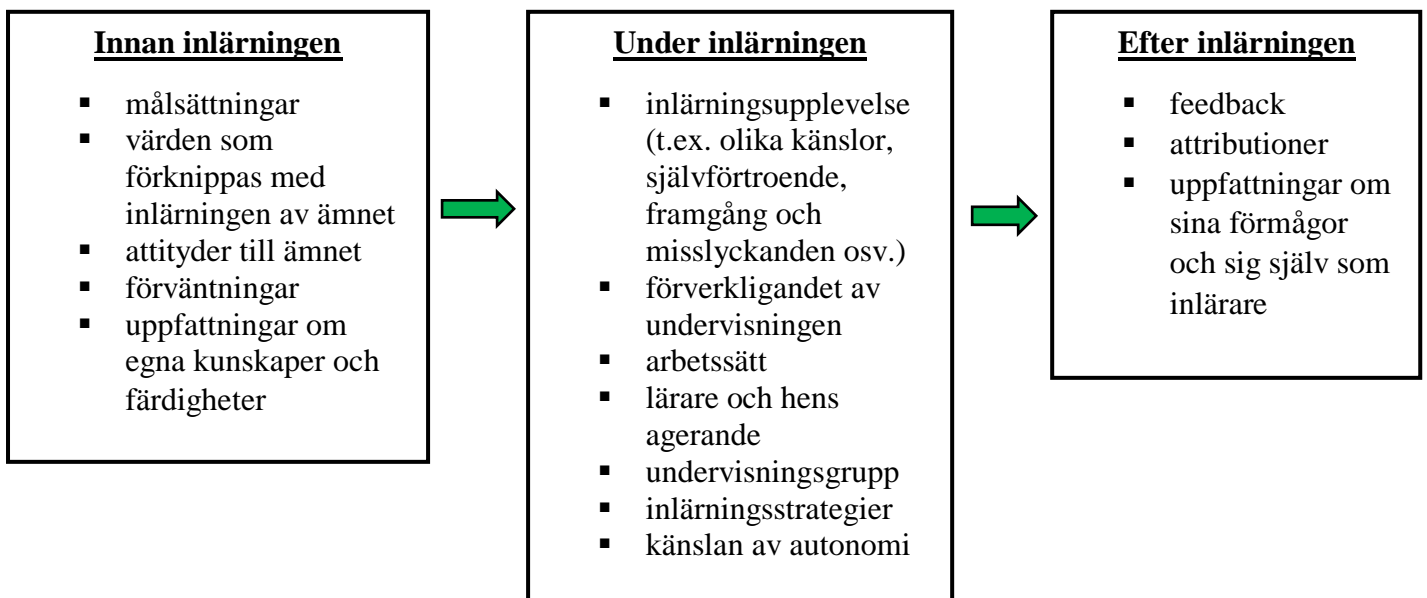 Innan inlärningen
▪ målsättningar
▪ värden som
förknippas med
inlärningen av ämnet
▪ attityder till ämnet
▪ förväntningar
▪ uppfattningar om
egna kunskaper och
färdigheter
Under inlärningen
▪ inlärningsupplevelse
(t.ex. olika känslor,
självförtroende,
framgång och
misslyckanden osv.)
▪ förverkligandet av
undervisningen
▪ arbetssätt
▪ lärare och hens
agerande
▪ undervisningsgrupp
▪ inlärningsstrategier
▪ känslan av autonomi
Efter inlärningen
▪ feedback
▪ attributioner
▪ uppfattningar om
sina förmågor
och sig själv som
inlärare